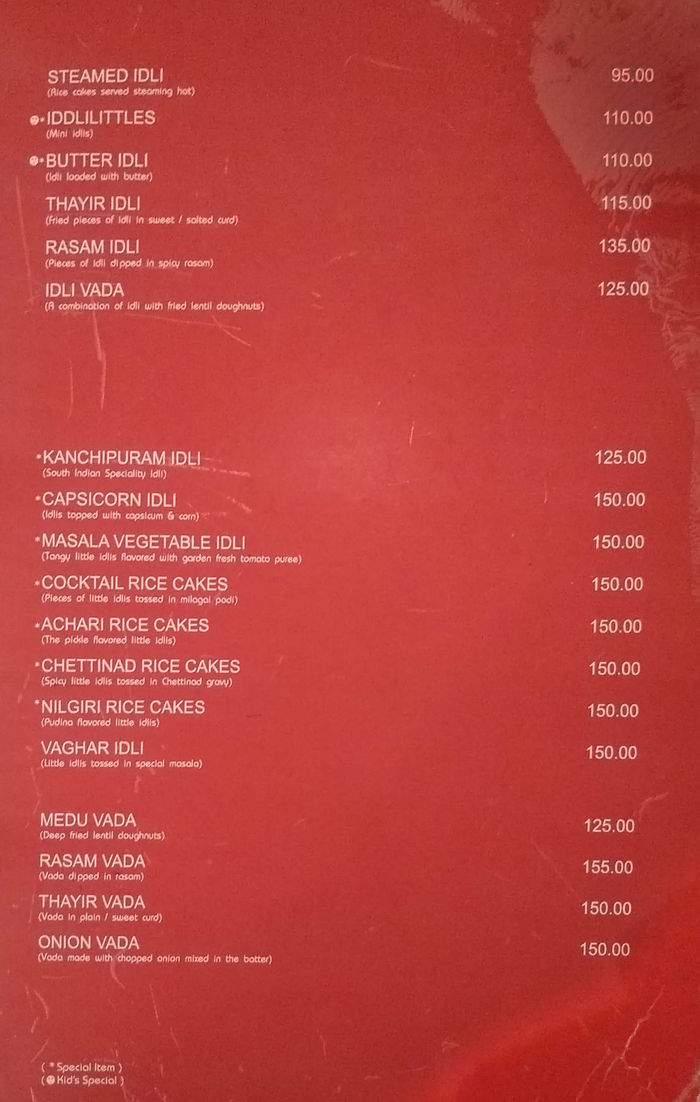 STEAMED IDLI 95.00
(Rice cakes served steaming hot)
☻*IDDLILITTLES 110.00
(Mini Idlis)
☻*BUTTER IDLI 110.00
(Idli loaded with butter)
THAYIR IDLI 115.00
(Fried pieces of Idli in sweet / salted curd)
RASAM IDLI 135.00
(Pieces of Idli dipped in spicy rasam)
IDLI VADA 125.00
(A combination of Idli with fried lentil doughnuts)
*KANCHIPURAM IDLI 125.00
(South Indian Speciality Idli)
*CAPSICORN IDLI 150.00
(Idlis topped with capsicum & corn)
*MASALA VEGETABLE IDLI 150.00
(Tangy little Idlis flavored with garden fresh tomato puree)
*COCKTAIL RICE CAKES 150.00
(Pieces of little Idlis tossed in milagai podi)
*ACHARI RICE CAKES 150.00
(The pickle flavored little Idlis)
*CHETTINAD RICE CAKES 150.00
(Spicy little Idlis tossed in Chettinad gravy)
*NILGIRI RICE CAKES 150.00
(Pudina flavored little Idlis)
VAGHAR IDLI 150.00
(Little Idlis tossed in special masala)
MEDU VADA 125.00
(Deep fried lentil doughnuts)
RASAM VADA 155.00
(Vada dipped in rasam)
THAYIR VADA 150.00
(Vada in plain / sweet curd)
ONION VADA 150.00
(Vada made with chopped onion mixed in the batter)
( * Special Item )
(☻Kid's Special )